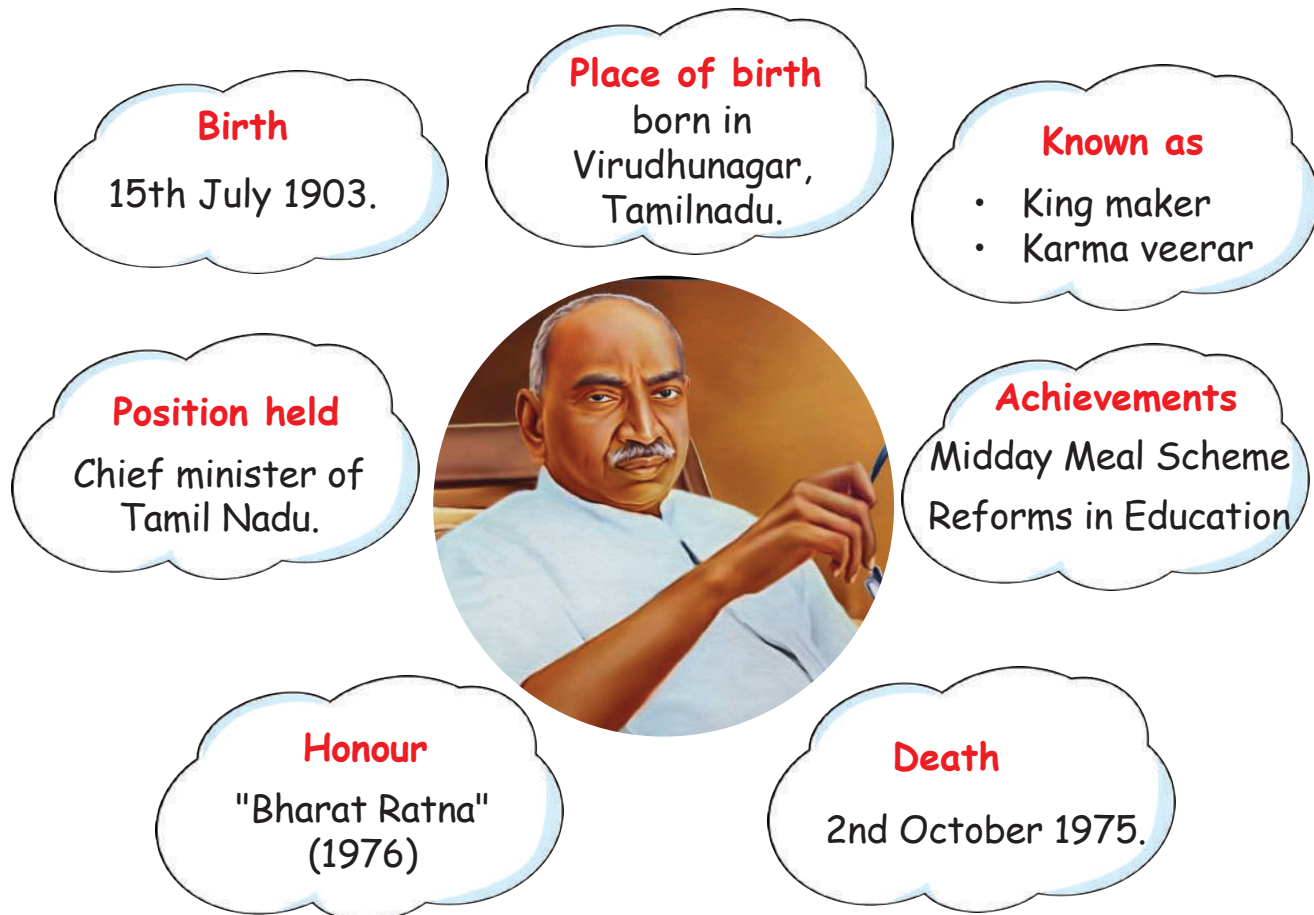 Birth
15th July 1903.
Place of birth
born in
Virudhunagar,
Tamilnadu.
Known as
• King maker
• Karma veerar
Position held
Chief minister of
Tamil Nadu.
Achievements
Midday Meal Scheme
Reforms in Education
Honour
"Bharat Ratna"
(1976)
Death
2nd October 1975.